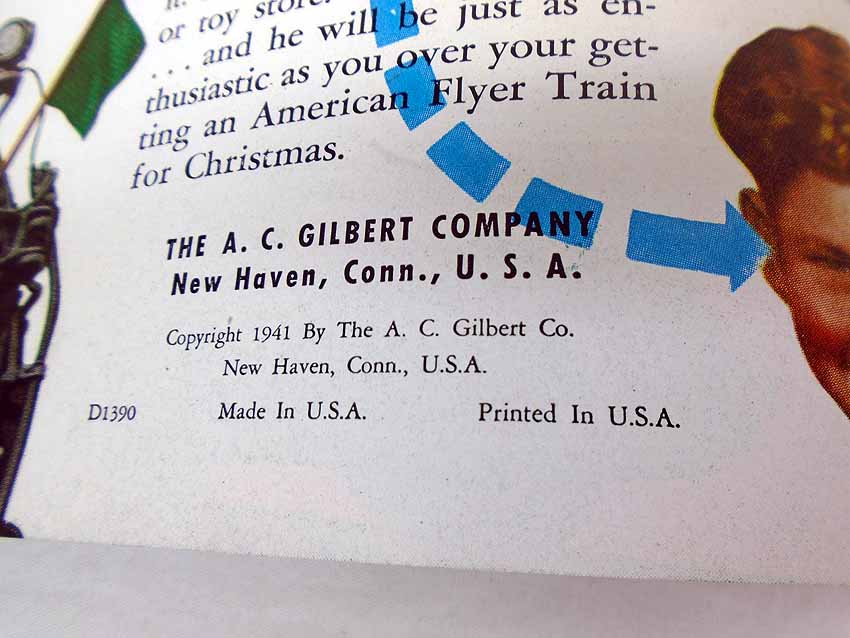 or toy store.
. . . and he will be just as en-
thusiastic as you over your get-
ting an American Flyer Train
for Christmas.
THE A. C. GILBERT COMPANY
New Haven, Conn., U. S. A.
Copyright 1941 By The A. C. Gilbert Co.
New Haven, Conn., U.S.A.
D1390 Made In U.S.A. Printed In U.S.A.